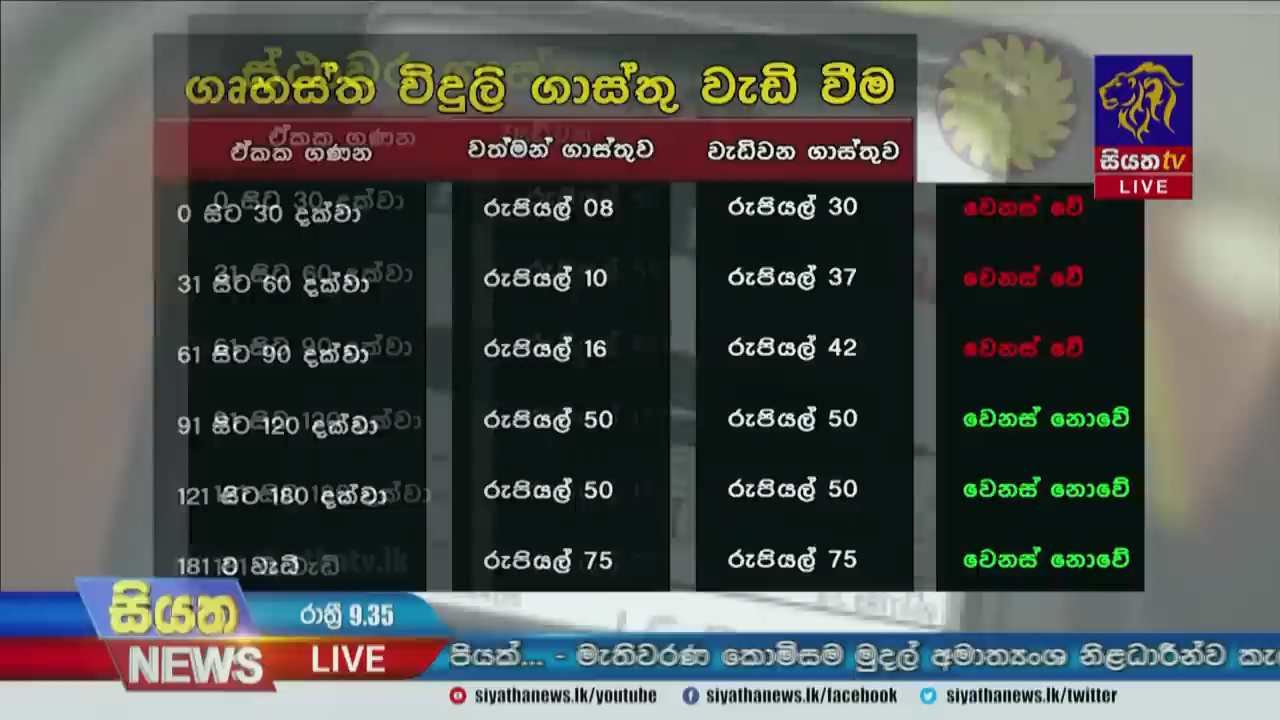 ගෘහස්ත විදුලි ගාස්තු වැඩි වීම
ඒකක ගණන වත්මන් ගාස්තුව වැඩිවන ගාස්තුව
0 සිට 30 දක්වා රුපියල් 08 රුපියල් 30 වෙනස් වේ
31 සිට 60 දක්වා රුපියල් 10 රුපියල් 37 වෙනස් වේ
61 සිට 90 දක්වා රුපියල් 16 රුපියල් 42 වෙනස් වේ
91 සිට 120 දක්වා රුපියල් 50 රුපියල් 50 වෙනස් නොවේ
121 සිට 180 දක්වා රුපියල් 50 රුපියල් 50 වෙනස් නොවේ
181 ට වැඩි රුපියල් 75 රුපියල් 75 වෙනස් නොවේ
සියත tv
LIVE
සියත
NEWS
රාත්‍රී 9.35
LIVE
පියත්... - මැතිවරණ කොමිසම මුදල් අමාත්‍යංශ නිළධාරීන්ව කැ
siyathanews.lk/youtube siyathanews.lk/facebook siyathanews.lk/twitter